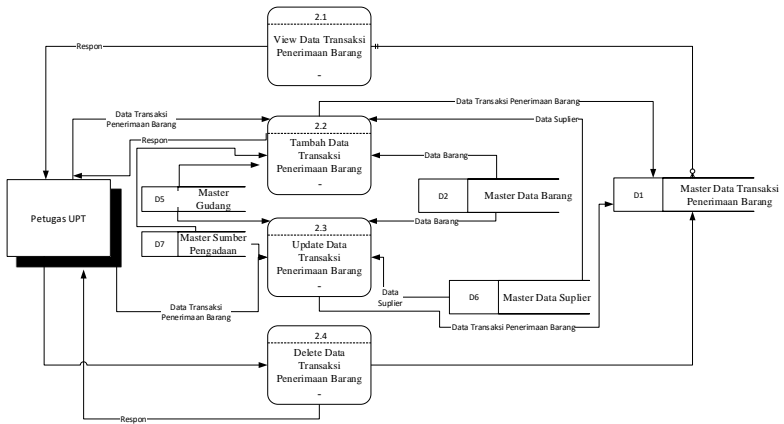 2.1
View Data Transaksi
Penerimaan Barang
-
Respon
Data Transaksi
Penerimaan Barang
Data Transaksi Penerimaan Barang
2.2
Tambah Data
Transaksi
Penerimaan Barang
-
Data Suplier
Respon
Data Barang
D5
Master
Gudang
D2
Master Data Barang
D1
Master Data Transaksi
Penerimaan Barang
Petugas UPT
2.3
Update Data
Transaksi
Penerimaan Barang
-
Data Barang
D7
Master Sumber
Pengadaan
Data
Suplier
D6
Master Data Suplier
Data Transaksi
Penerimaan Barang
Data Transaksi Penerimaan Barang
2.4
Delete Data
Transaksi
Penerimaan Barang
-
Respon